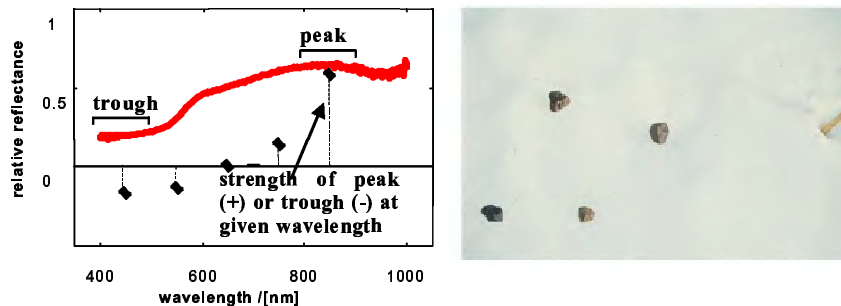 1
peak
trough
0.5
0
relative reflectance
strength of peak
(+) or trough (-) at
given wavelength
400 600 800 1000
wavelength /[nm]